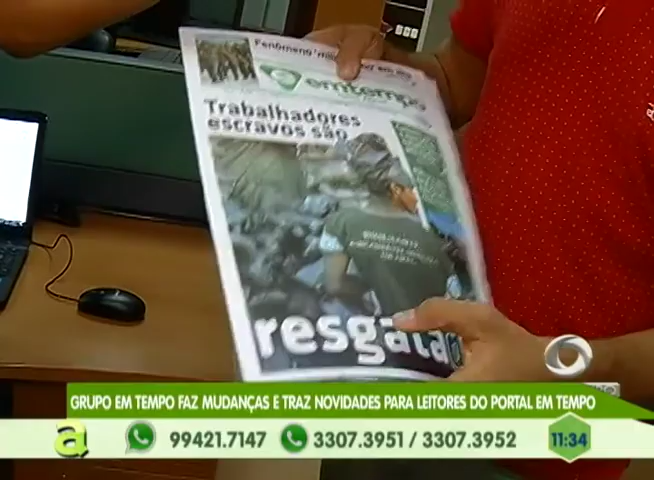 Fenômeno
emtempo
Trabalhadores
escravos são
resgata
GRUPO EM TEMPO FAZ MUDANÇAS E TRAZ NOVIDADES PARA LEITORES DO PORTAL EM TEMPO
a
99421.7147 3307.3951 / 3307.3952 11:34